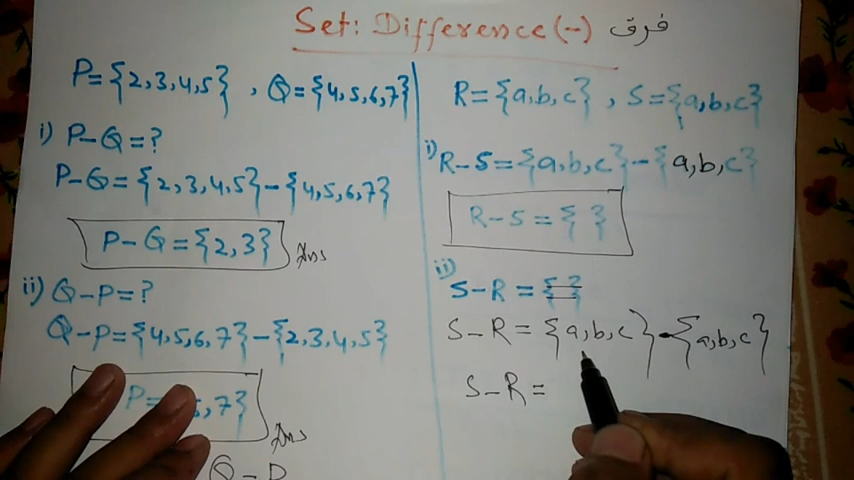 Set: Difference (-) فرق
P={2,3,4,5} , Q={4,5,6,7}
i) P-Q=?
P-Q={2,3,4,5}-{4,5,6,7}
P-Q={2,3}
Ans
ii) Q-P=?
Q-P={4,5,6,7}-{2,3,4,5}
P= ,7}
Ans
Q-P
R={a,b,c} , S={a,b,c}
i) R-S={a,b,c}-{a,b,c}
R-S={ }
ii) S-R={ }
S-R={a,b,c}-{a,b,c}
S-R=